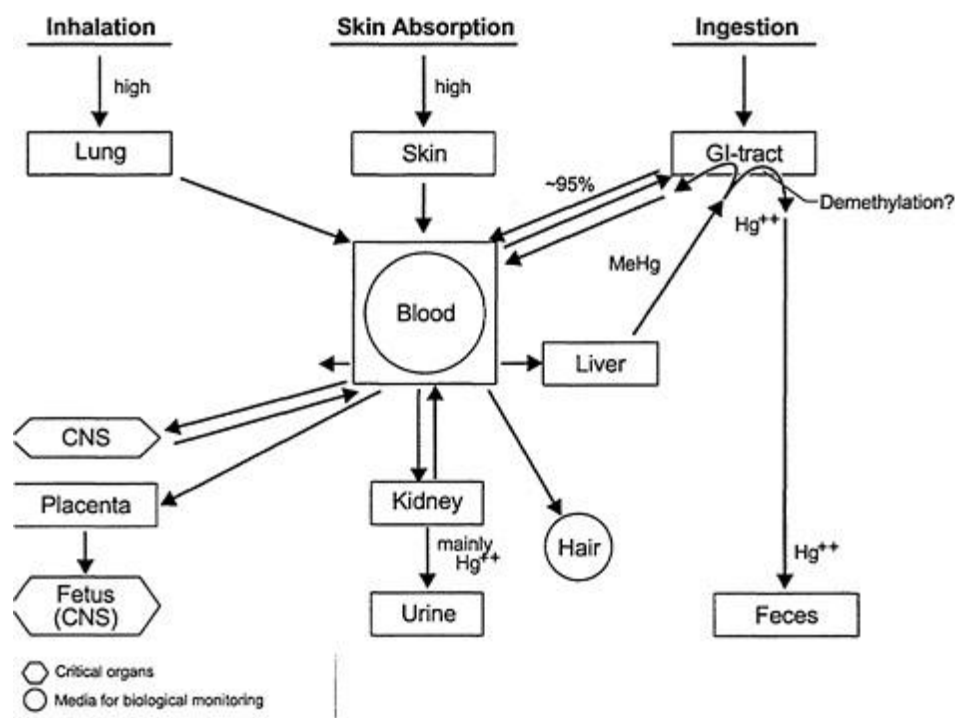 Inhalation
Skin Absorption
Ingestion
high
high
Lung
Skin
GI-tract
~95%
Demethylation?
Hg++
MeHg
Blood
Liver
CNS
Placenta
Kidney
Hair
mainly
Hg++
Hg++
Fetus
(CNS)
Urine
Feces
Critical organs
Media for biological monitoring